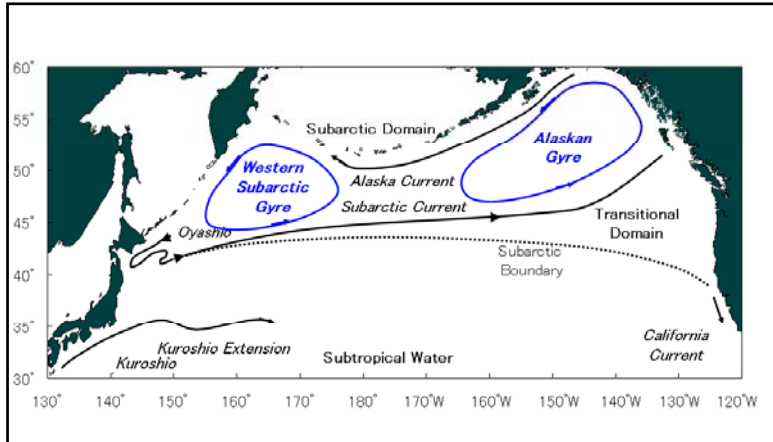 60°
55°
50°
45°
40°
35°
30°
Subarctic Domain
Alaskan
Gyre
Western
Subarctic
Gyre
Alaska Current
Subarctic Current
Transitional
Domain
Oyashio
Subarctic
Boundary
California
Current
Kuroshio Extension
Kuroshio
Subtropical Water
130°
140°
150°
160°
170°
180°
170°W
160°W
150°W
140°W
130°W
120°W